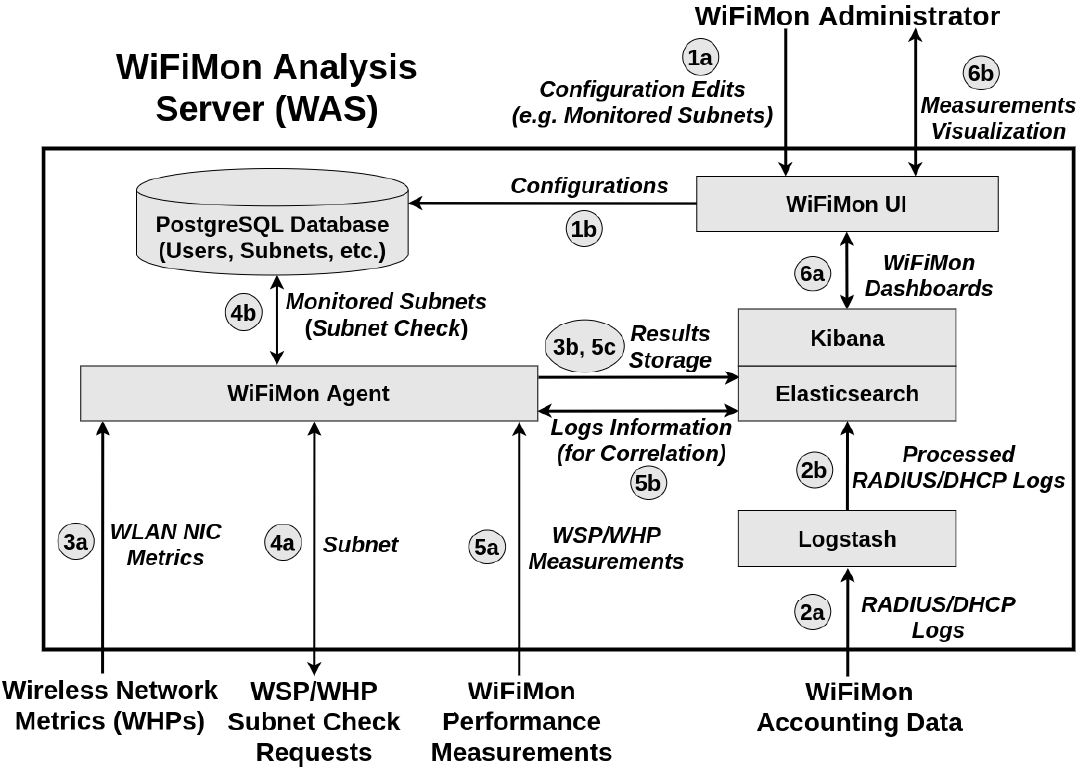 WiFiMon Administrator
WiFiMon Analysis
Server (WAS)
1a
Configuration Edits
(e.g. Monitored Subnets)
6b
Measurements
Visualization
PostgreSQL Database
(Users, Subnets, etc.)
Configurations
1b
WiFiMon UI
4b
Monitored Subnets
(Subnet Check)
6a
WiFiMon
Dashboards
3b, 5c
Results
Storage
Kibana
WiFiMon Agent
Elasticsearch
Logs Information
(for Correlation)
5b
2b
Processed
RADIUS/DHCP Logs
3a
WLAN NIC
Metrics
4a
Subnet
5a
WSP/WHP
Measurements
Logstash
2a
RADIUS/DHCP
Logs
Wireless Network
Metrics (WHPs)
WSP/WHP
Subnet Check
Requests
WiFiMon
Performance
Measurements
WiFiMon
Accounting Data